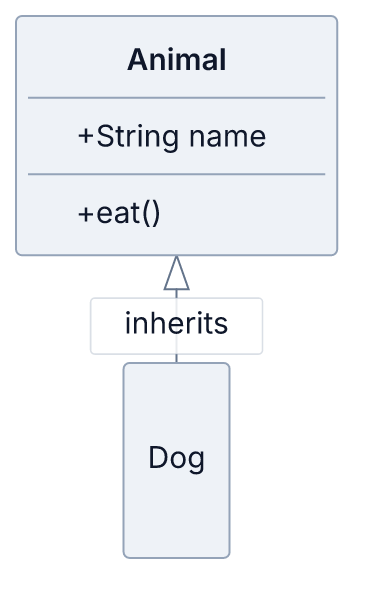 Animal
+String name
+eat()
inherits
Dog